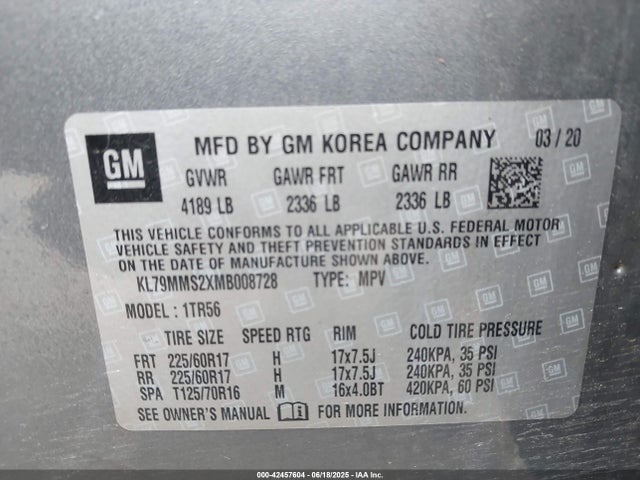 GM
MFD BY GM KOREA COMPANY 03 / 20
GVWR GAWR FRT GAWR RR
4189 LB 2336 LB 2336 LB
THIS VEHICLE CONFORMS TO ALL APPLICABLE U.S. FEDERAL MOTOR
VEHICLE SAFETY AND THEFT PREVENTION STANDARDS IN EFFECT
ON THE DATE OF MANUFACTURE SHOWN ABOVE.
KL79MMS2XMB008728 TYPE: MPV
MODEL : 1TR56
TIRE SIZE SPEED RTG RIM COLD TIRE PRESSURE
FRT 225/60R17 H 17x7.5J 240KPA, 35 PSI
RR 225/60R17 H 17x7.5J 240KPA, 35 PSI
SPA T125/70R16 M 16x4.0BT 420KPA, 60 PSI
SEE OWNER'S MANUAL FOR MORE INFORMATION.
000-42457604 - 06/18/2025 - IAA Inc.